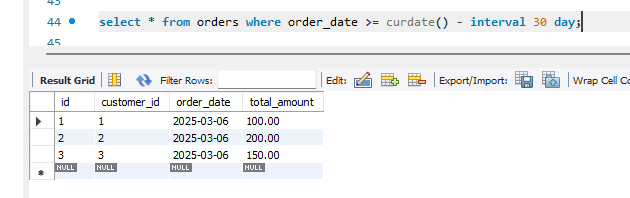 43
44 select * from orders where order_date >= curdate() - interval 30 day;
45
Result Grid Filter Rows: Edit: Export/Import: Wrap Cell Co
id customer_id order_date total_amount
1 1 2025-03-06 100.00
2 2 2025-03-06 200.00
3 3 2025-03-06 150.00
NULL NULL NULL NULL